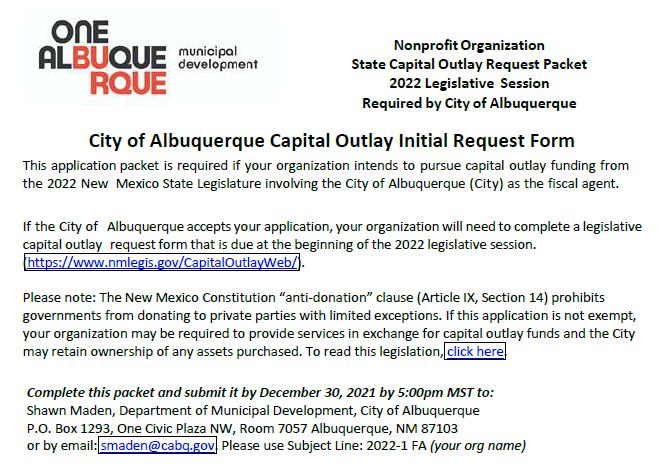 ONE
ALBUQUE
RQUE
municipal
development
Nonprofit Organization
State Capital Outlay Request Packet
2022 Legislative Session
Required by City of Albuquerque
City of Albuquerque Capital Outlay Initial Request Form
This application packet is required if your organization intends to pursue capital outlay funding from
the 2022 New Mexico State Legislature involving the City of Albuquerque (City) as the fiscal agent.
If the City of Albuquerque accepts your application, your organization will need to complete a legislative
capital outlay request form that is due at the beginning of the 2022 legislative session.
(https://www.nmlegis.gov/CapitalOutlayWeb/).
Please note: The New Mexico Constitution “anti-donation” clause (Article IX, Section 14) prohibits
governments from donating to private parties with limited exceptions. If this application is not exempt,
your organization may be required to provide services in exchange for capital outlay funds and the City
may retain ownership of any assets purchased. To read this legislation, click here.
Complete this packet and submit it by December 30, 2021 by 5:00pm MST to:
Shawn Maden, Department of Municipal Development, City of Albuquerque
P.O. Box 1293, One Civic Plaza NW, Room 7057 Albuquerque, NM 87103
or by email: smaden@cabq.gov. Please use Subject Line: 2022-1 FA (your org name)